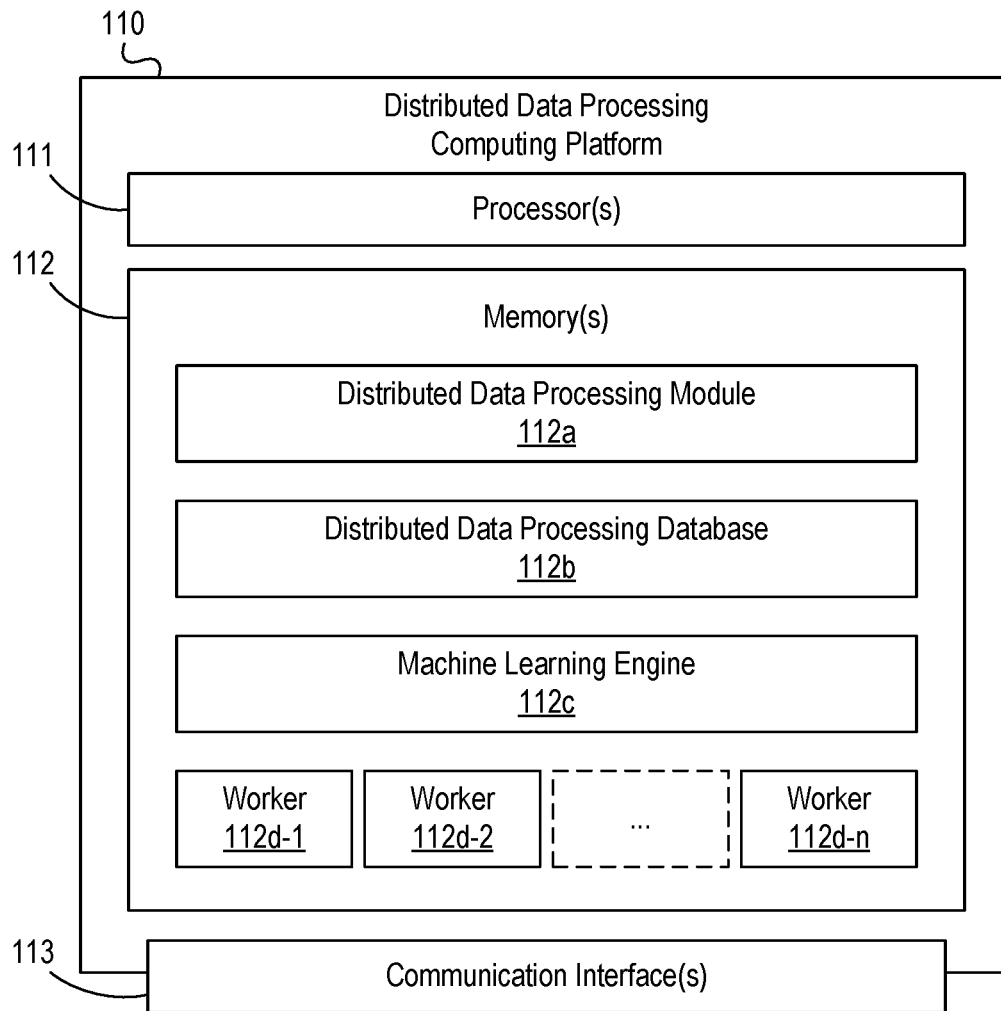 110
Distributed Data Processing
Computing Platform
111
Processor(s)
112
Memory(s)
Distributed Data Processing Module
112a
Distributed Data Processing Database
112b
Machine Learning Engine
112c
Worker Worker ... Worker
112d-1 112d-2 112d-n
113
Communication Interface(s)